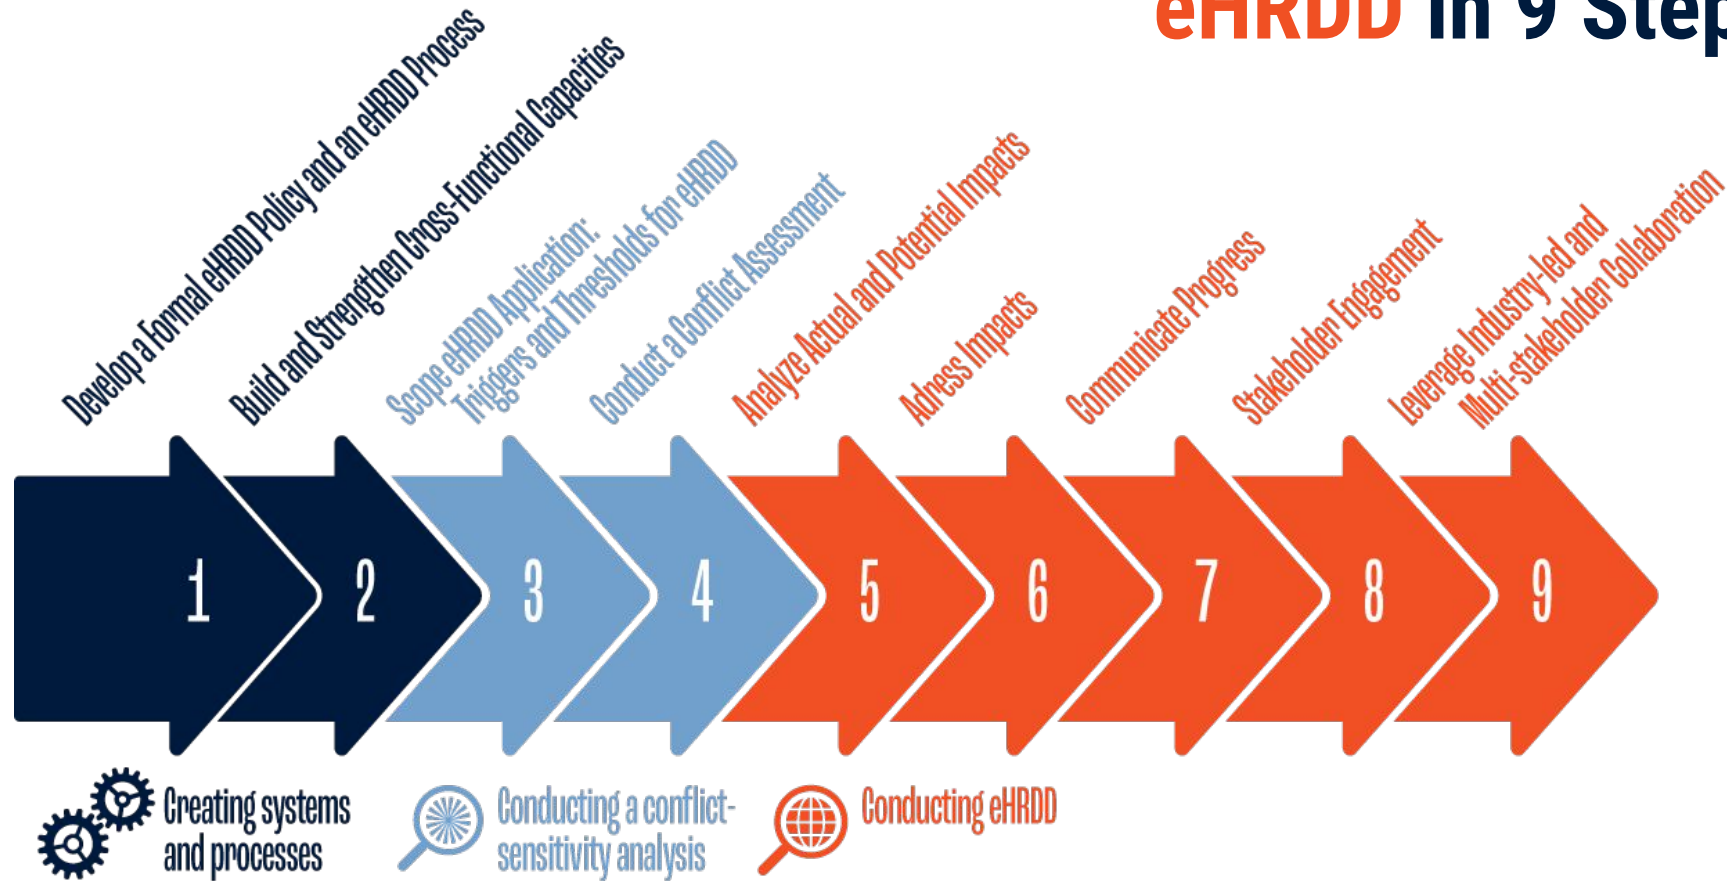 eHRDD in 9 Step
Develop a Formal eHRDD Policy and an eHRDD Process
Build and Strengthen Cross-Functional Capacities
Scope eHRDD Application:
Triggers and Thresholds for eHRDD
Conduct a Conflict Assessment
Analyze Actual and Potential Impacts
Adress Impacts
Communicate Progress
Stakeholder Engagement
Leverage Industry-led and
Multi-stakeholder Collaboration
1
2
3
4
5
6
7
8
9
Creating systems
and processes
Conducting a conflict-
sensitivity analysis
Conducting eHRDD